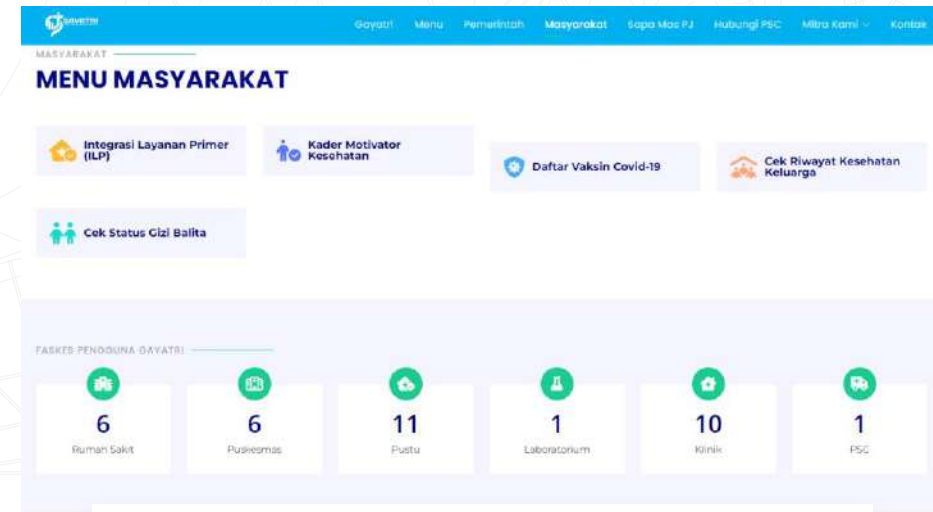 GAYATRI
Gayatri Menu Pemerintah Masyarakat Sapa Mas PJ Hubungi PSC Mitra Kami Kontak
MASYARAKAT
MENU MASYARAKAT
Integrasi Layanan Primer
(ILP)
Kader Motivator
Kesehatan
Daftar Vaksin Covid-19
Cek Riwayat Kesehatan
Keluarga
Cek Status Gizi Balita
FASKES PENGGUNA GAYATRI
6 6 11 1 10 1
Rumah Sakit Puskesmas Pustu Laboratorium Klinik PSC